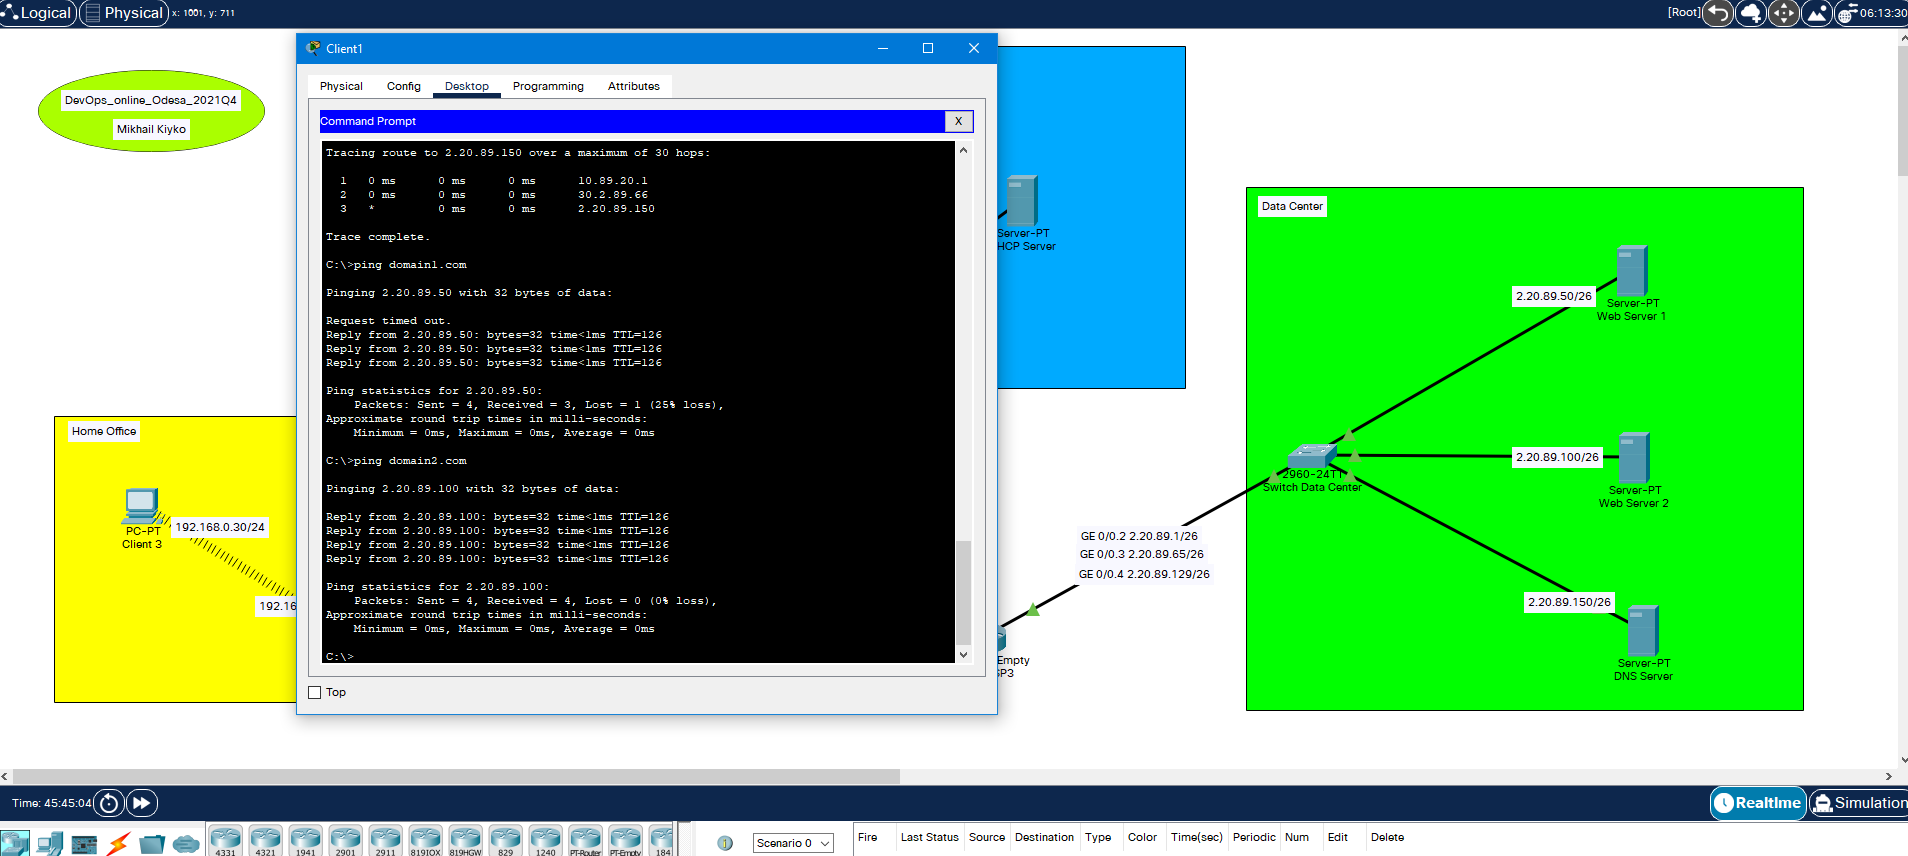 Logical Physical x: 1001, y: 711 [Root] 06:13:30
DevOps_online_Odesa_2021Q4
Mikhail Kiyko
Client1
Physical Config Desktop Programming Attributes
Command Prompt X
Tracing route to 2.20.89.150 over a maximum of 30 hops:
1 0 ms 0 ms 0 ms 10.89.20.1
2 0 ms 0 ms 0 ms 30.2.89.66
3 * 0 ms 0 ms 2.20.89.150
Trace complete.
C:\>ping domain1.com
Pinging 2.20.89.50 with 32 bytes of data:
Request timed out.
Reply from 2.20.89.50: bytes=32 time<1ms TTL=126
Reply from 2.20.89.50: bytes=32 time<1ms TTL=126
Reply from 2.20.89.50: bytes=32 time<1ms TTL=126
Ping statistics for 2.20.89.50:
Packets: Sent = 4, Received = 3, Lost = 1 (25% loss),
Approximate round trip times in milli-seconds:
Minimum = 0ms, Maximum = 0ms, Average = 0ms
C:\>ping domain2.com
Pinging 2.20.89.100 with 32 bytes of data:
Reply from 2.20.89.100: bytes=32 time<1ms TTL=126
Reply from 2.20.89.100: bytes=32 time<1ms TTL=126
Reply from 2.20.89.100: bytes=32 time<1ms TTL=126
Reply from 2.20.89.100: bytes=32 time<1ms TTL=126
Ping statistics for 2.20.89.100:
Packets: Sent = 4, Received = 4, Lost = 0 (0% loss),
Approximate round trip times in milli-seconds:
Minimum = 0ms, Maximum = 0ms, Average = 0ms
C:\>
Top
Server-PT
HCP Server
Home Office
PC-PT
Client 3
192.168.0.30/24
192.16
Data Center
2.20.89.50/26
Server-PT
Web Server 1
2.20.89.100/26
Server-PT
Web Server 2
2960-24TT
Switch Data Center
GE 0/0.2 2.20.89.1/26
GE 0/0.3 2.20.89.65/26
GE 0/0.4 2.20.89.129/26
2.20.89.150/26
Server-PT
DNS Server
Empty
SP3
Time: 45:45:04 Realtime Simulation
4331 4321 1941 2901 2911 819IOX 819HGW 829 1240 PT-Router PT-Empty 184
Scenario 0
Fire Last Status Source Destination Type Color Time(sec) Periodic Num Edit Delete